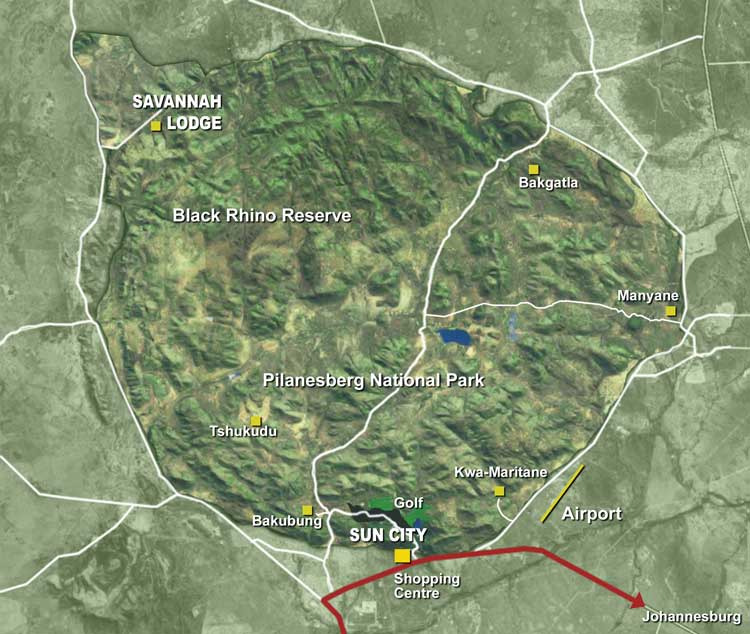 SAVANNAH
LODGE
Bakgatla
Black Rhino Reserve
Manyane
Pilanesberg National Park
Tshukudu
Kwa-Maritane
Golf
Airport
Bakubung
SUN CITY
Shopping
Centre
Johannesburg